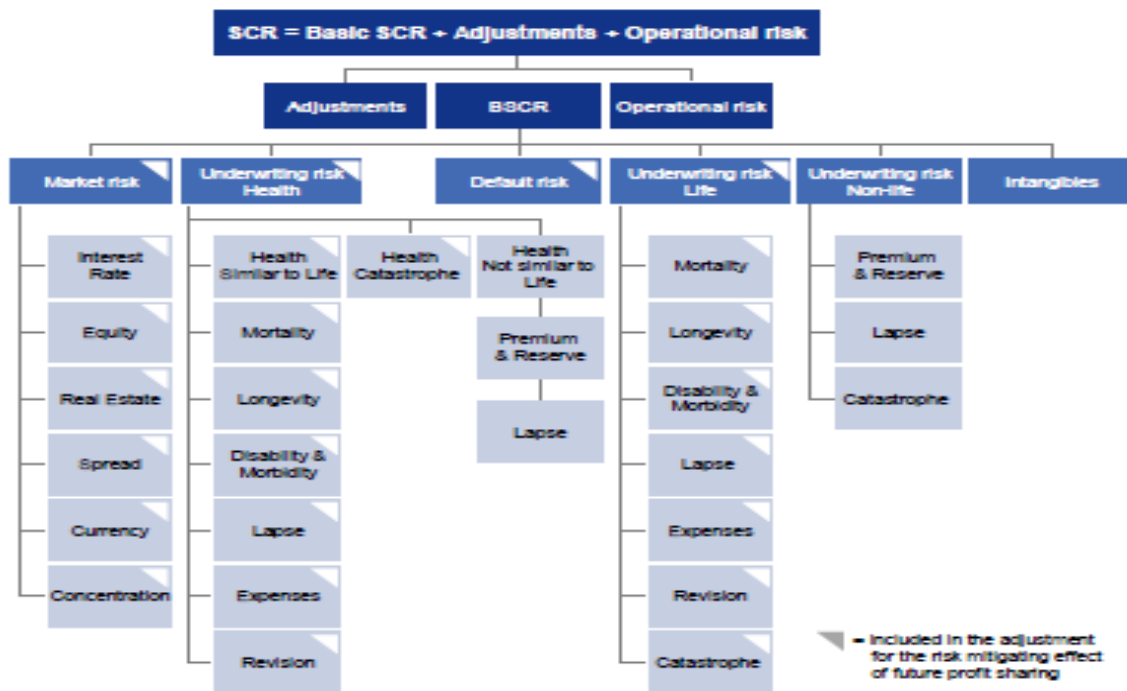 SCR = Basic SCR + Adjustments + Operational risk
Adjustments
BSCR
Operational risk
Market risk
Underwriting risk
Health
Default risk
Underwriting risk
Life
Underwriting risk
Non-life
Intangibles
Interest
Rate
Equity
Real Estate
Spread
Currency
Concentration
Health
Similar to Life
Mortality
Longevity
Disability &
Morbidity
Lapse
Expenses
Revision
Health
Catastrophe
Health
Not similar to
Life
Premium
& Reserve
Lapse
Mortality
Longevity
Disability &
Morbidity
Lapse
Expenses
Revision
Catastrophe
Premium
& Reserve
Lapse
Catastrophe
= Included in the adjustment
for the risk mitigating effect
of future profit sharing